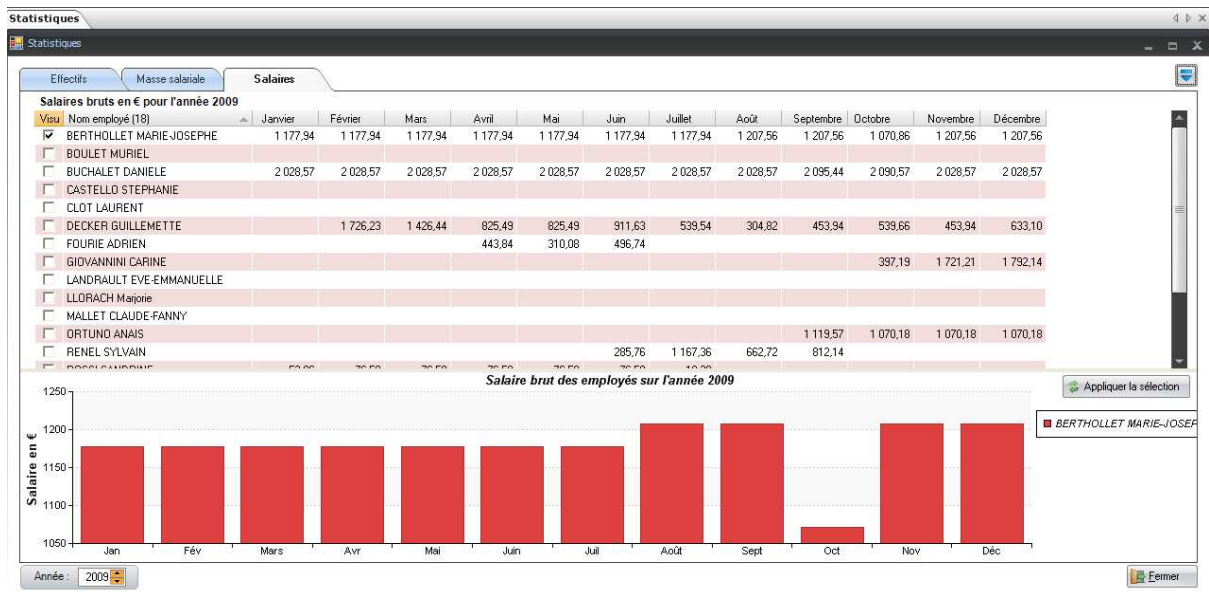 Statistiques
Statistiques
Effectifs Masse salariale Salaires
Salaires bruts en € pour l'année 2009
Visu Nom employé (18) Janvier Février Mars Avril Mai Juin Juillet Août Septembre Octobre Novembre Décembre
BERTHOLLET MARIE-JOSEPHE 1 177,94 1 177,94 1 177,94 1 177,94 1 177,94 1 177,94 1 177,94 1 207,56 1 207,56 1 070,86 1 207,56 1 207,56
BOULET MURIEL
BUCHALET DANIELE 2 028,57 2 028,57 2 028,57 2 028,57 2 028,57 2 028,57 2 028,57 2 028,57 2 095,44 2 090,57 2 028,57 2 028,57
CASTELLO STEPHANIE
CLOT LAURENT
DECKER GUILLEMETTE 1 726,23 1 426,44 825,49 825,49 911,63 539,54 304,82 453,94 539,66 453,94 633,10
FOURIE ADRIEN 443,84 310,08 496,74
GIOVANNINI CARINE 397,19 1 721,21 1 792,14
LANDRAULT EVE-EMMANUELLE
LLORACH Marjorie
MALLET CLAUDE-FANNY
ORTUNO ANAIS 1 119,57 1 070,18 1 070,18 1 070,18
RENEL SYLVAIN 285,76 1 167,36 662,72 812,14
Salaire brut des employés sur l'année 2009
Appliquer la sélection
BERTHOLLET MARIE-JOSEP
Salaire en €
1250
1200
1150
1100
1050
Jan Fév Mars Avr Mai Juin Juil Août Sept Oct Nov Déc
Année : 2009
Fermer